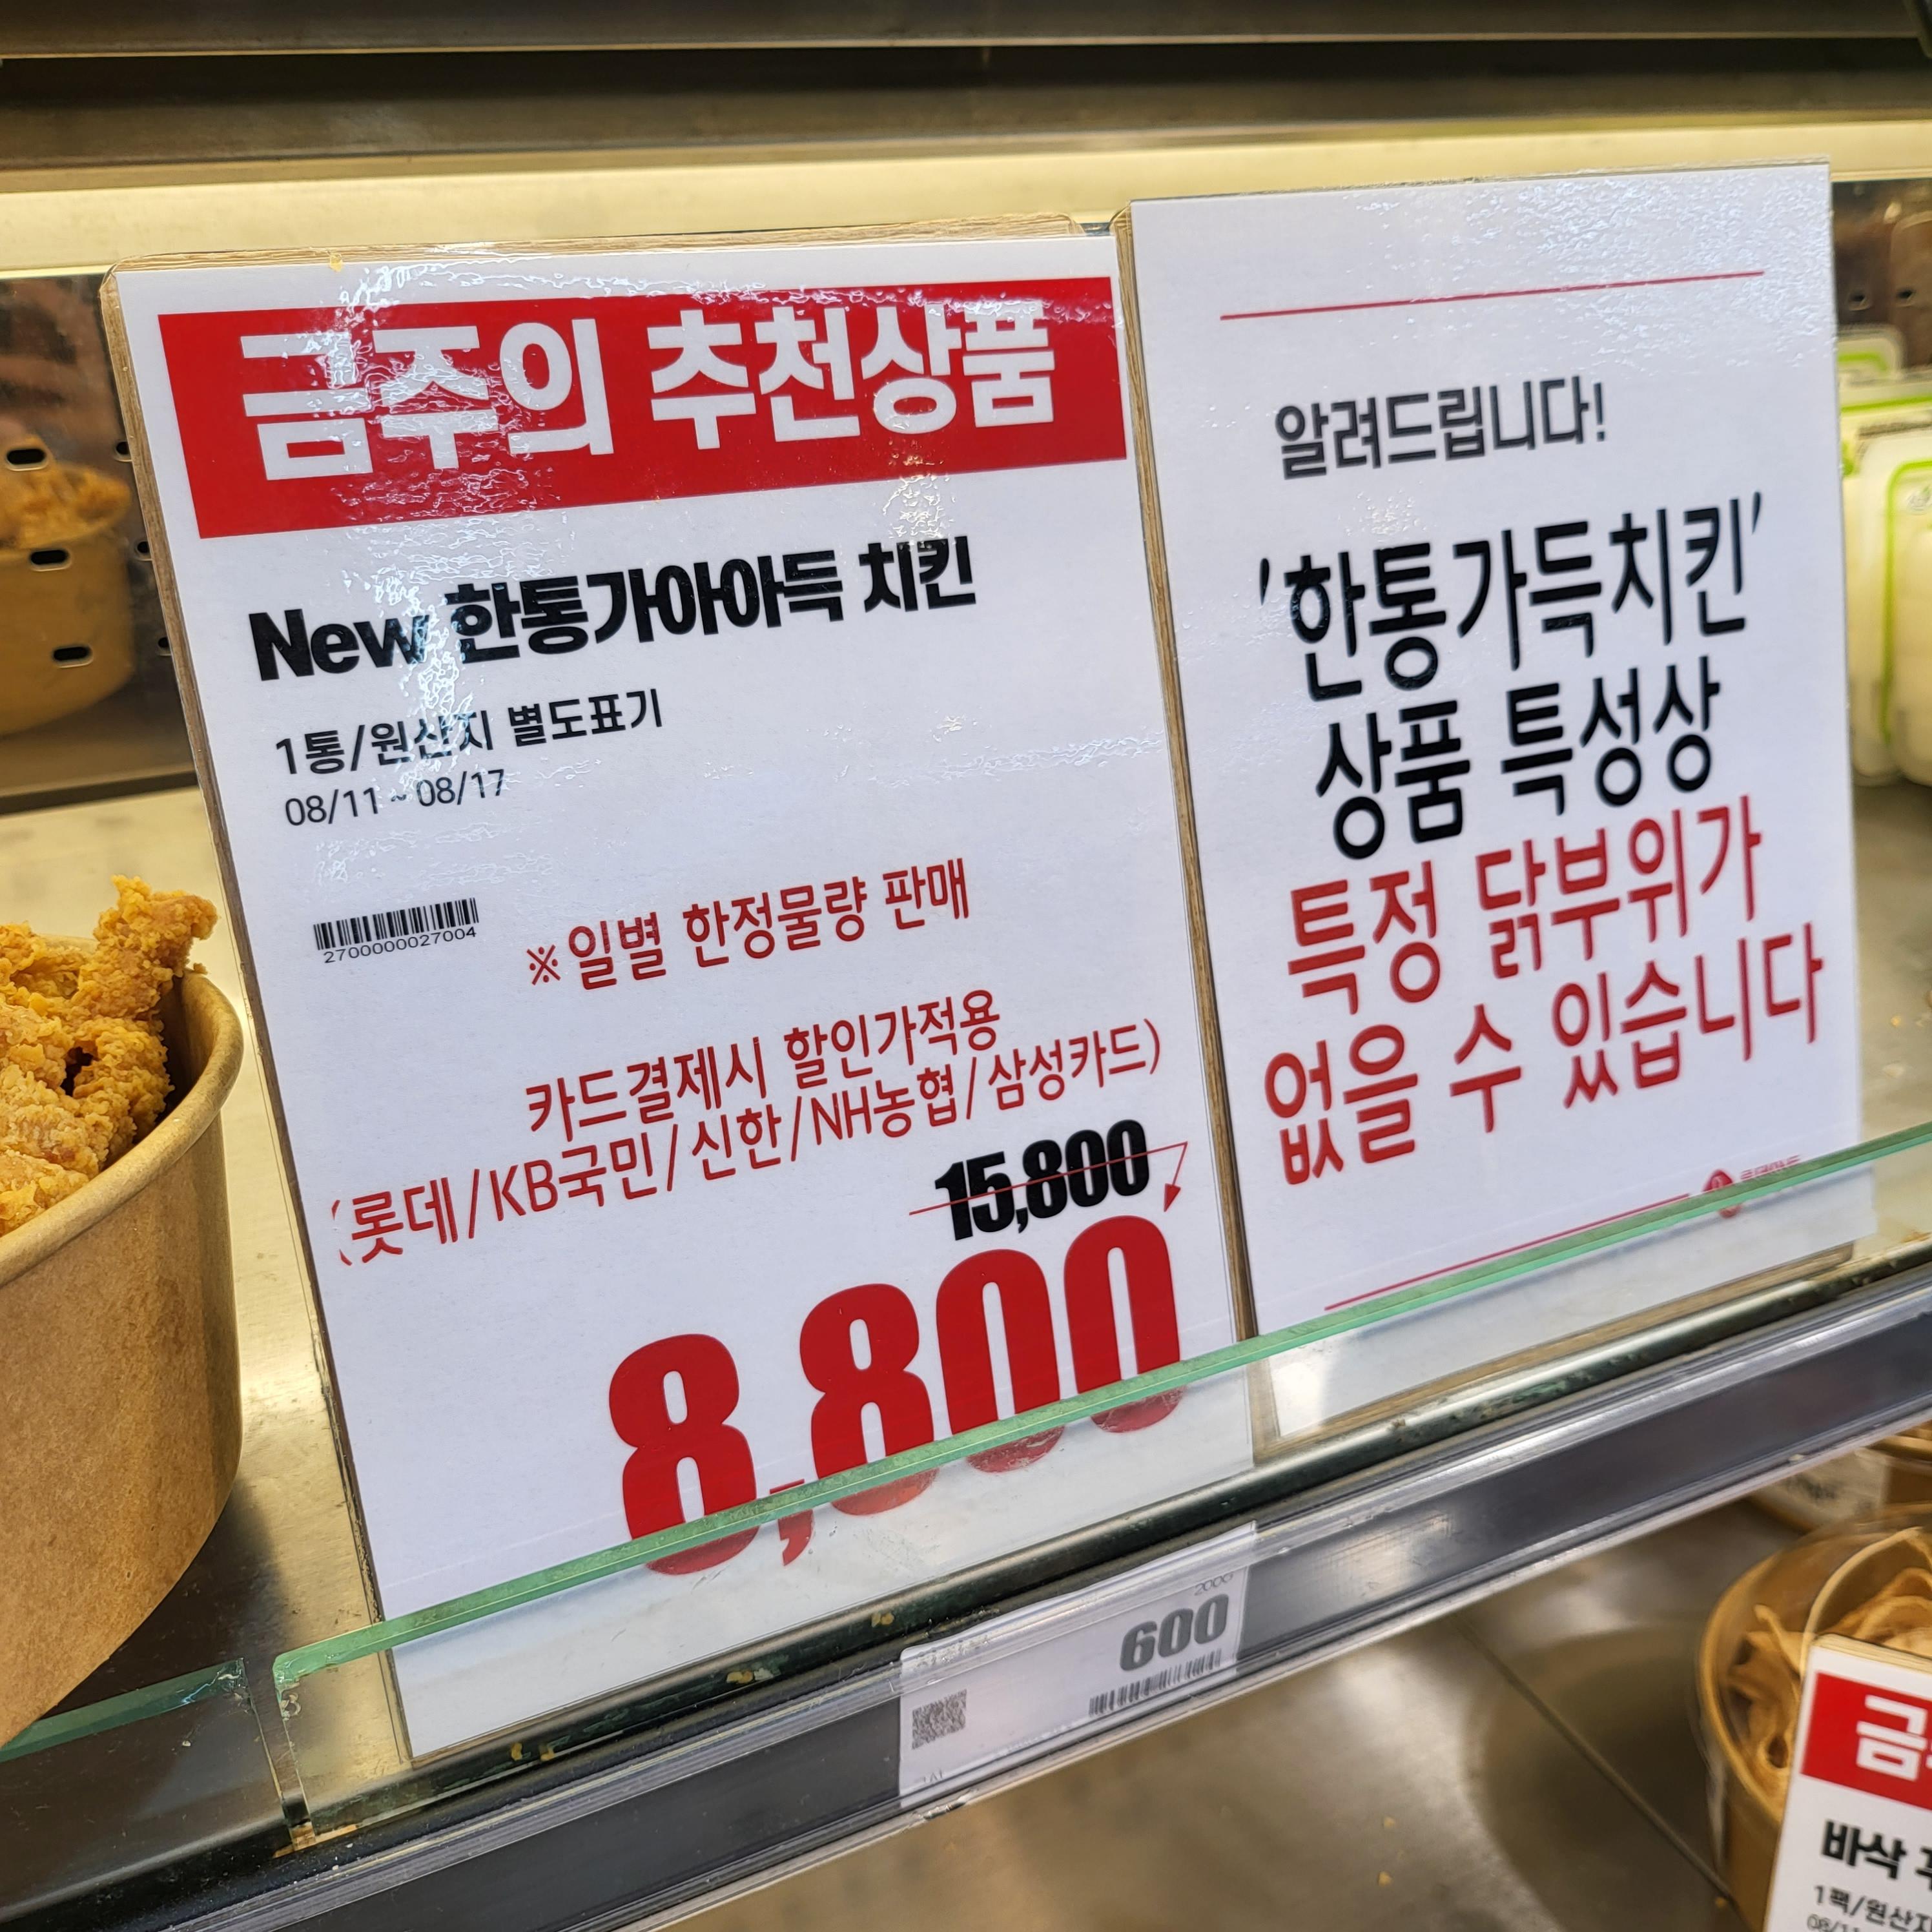 금주의 추천상품
New 한통가아아득 치킨
1통/원산지 별도표기
08/11 ~ 08/17
2700000027004
※일별 한정물량 판매
카드결제시 할인가적용
(롯데/KB국민/신한/NH농협/삼성카드)
15,800
8,800
알려드립니다!
'한통가득치킨'
상품 특성상
특정 닭부위가
없을 수 있습니다
600
바삭
1팩/원산지